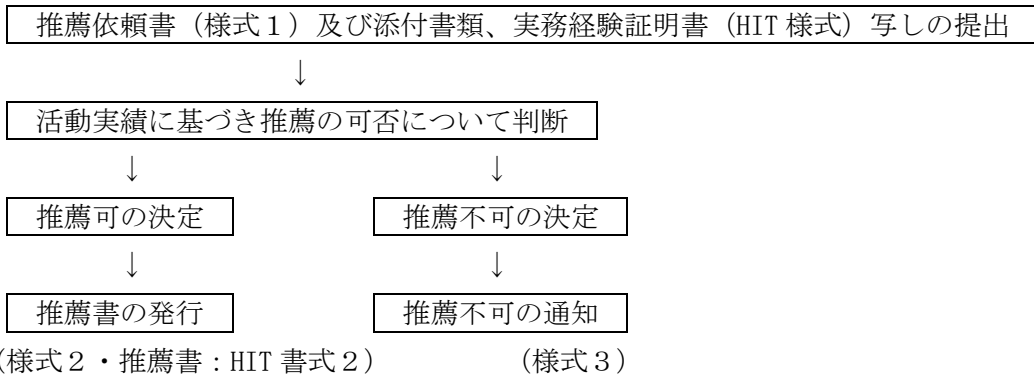 推薦依頼書（様式１）及び添付書類、実務経験証明書（HIT 様式）写しの提出
↓
活動実績に基づき推薦の可否について判断
↓ ↓
推薦可の決定 推薦不可の決定
↓ ↓
推薦書の発行 推薦不可の通知
（様式２・推薦書：HIT 書式２） （様式３）